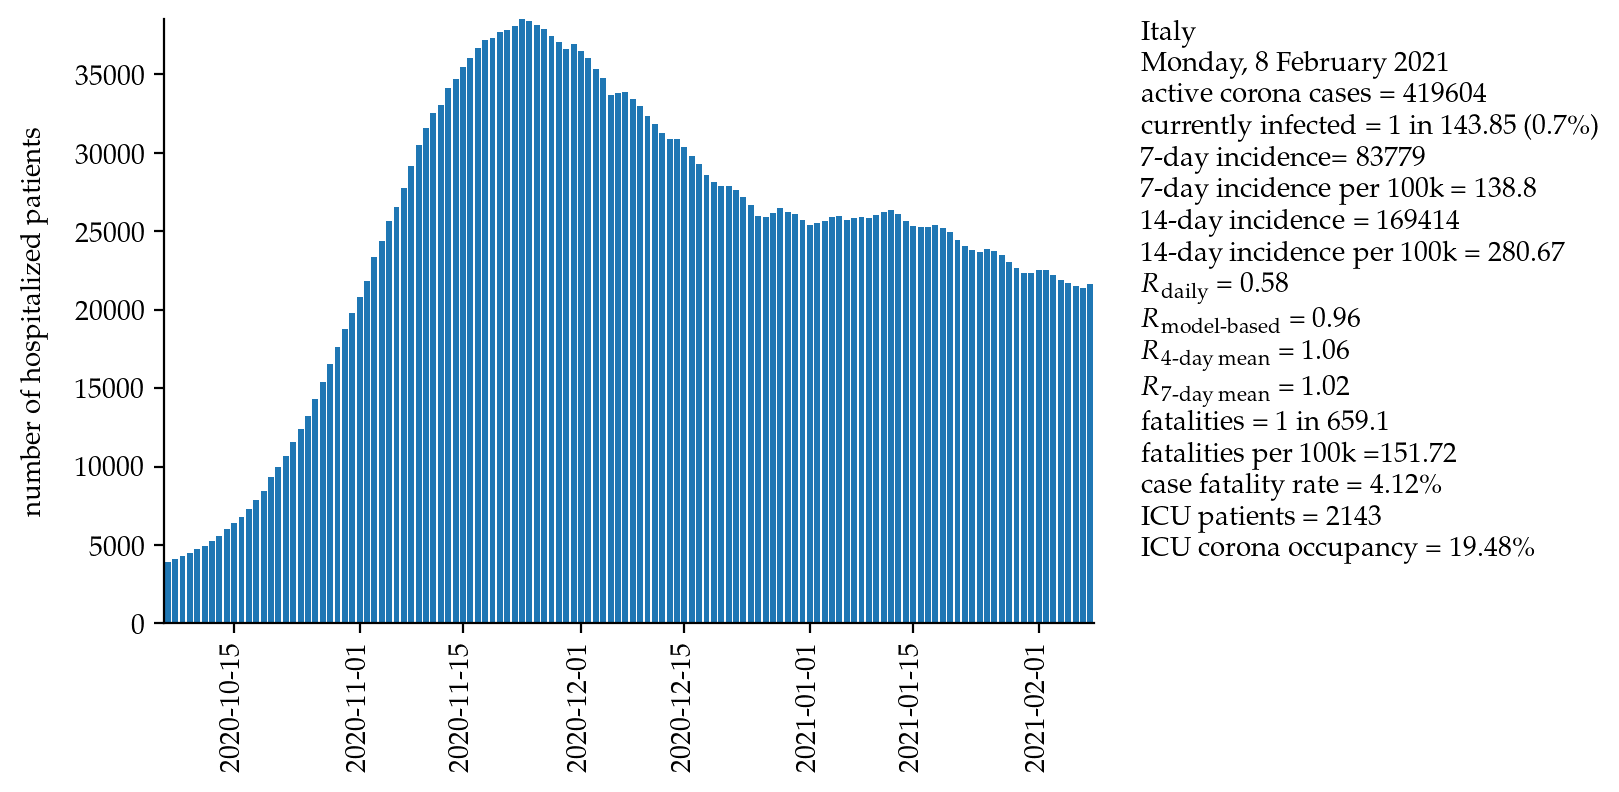 35000
30000
25000
20000
15000
10000
5000
0
number of hospitalized patients
2020-10-15
2020-11-01
2020-11-15
2020-12-01
2020-12-15
2021-01-01
2021-01-15
2021-02-01
Italy
Monday, 8 February 2021
active corona cases = 419604
currently infected = 1 in 143.85 (0.7%)
7-day incidence= 83779
7-day incidence per 100k = 138.8
14-day incidence = 169414
14-day incidence per 100k = 280.67
R daily = 0.58
R model-based = 0.96
R 4-day mean = 1.06
R 7-day mean = 1.02
fatalities = 1 in 659.1
fatalities per 100k =151.72
case fatality rate = 4.12%
ICU patients = 2143
ICU corona occupancy = 19.48%